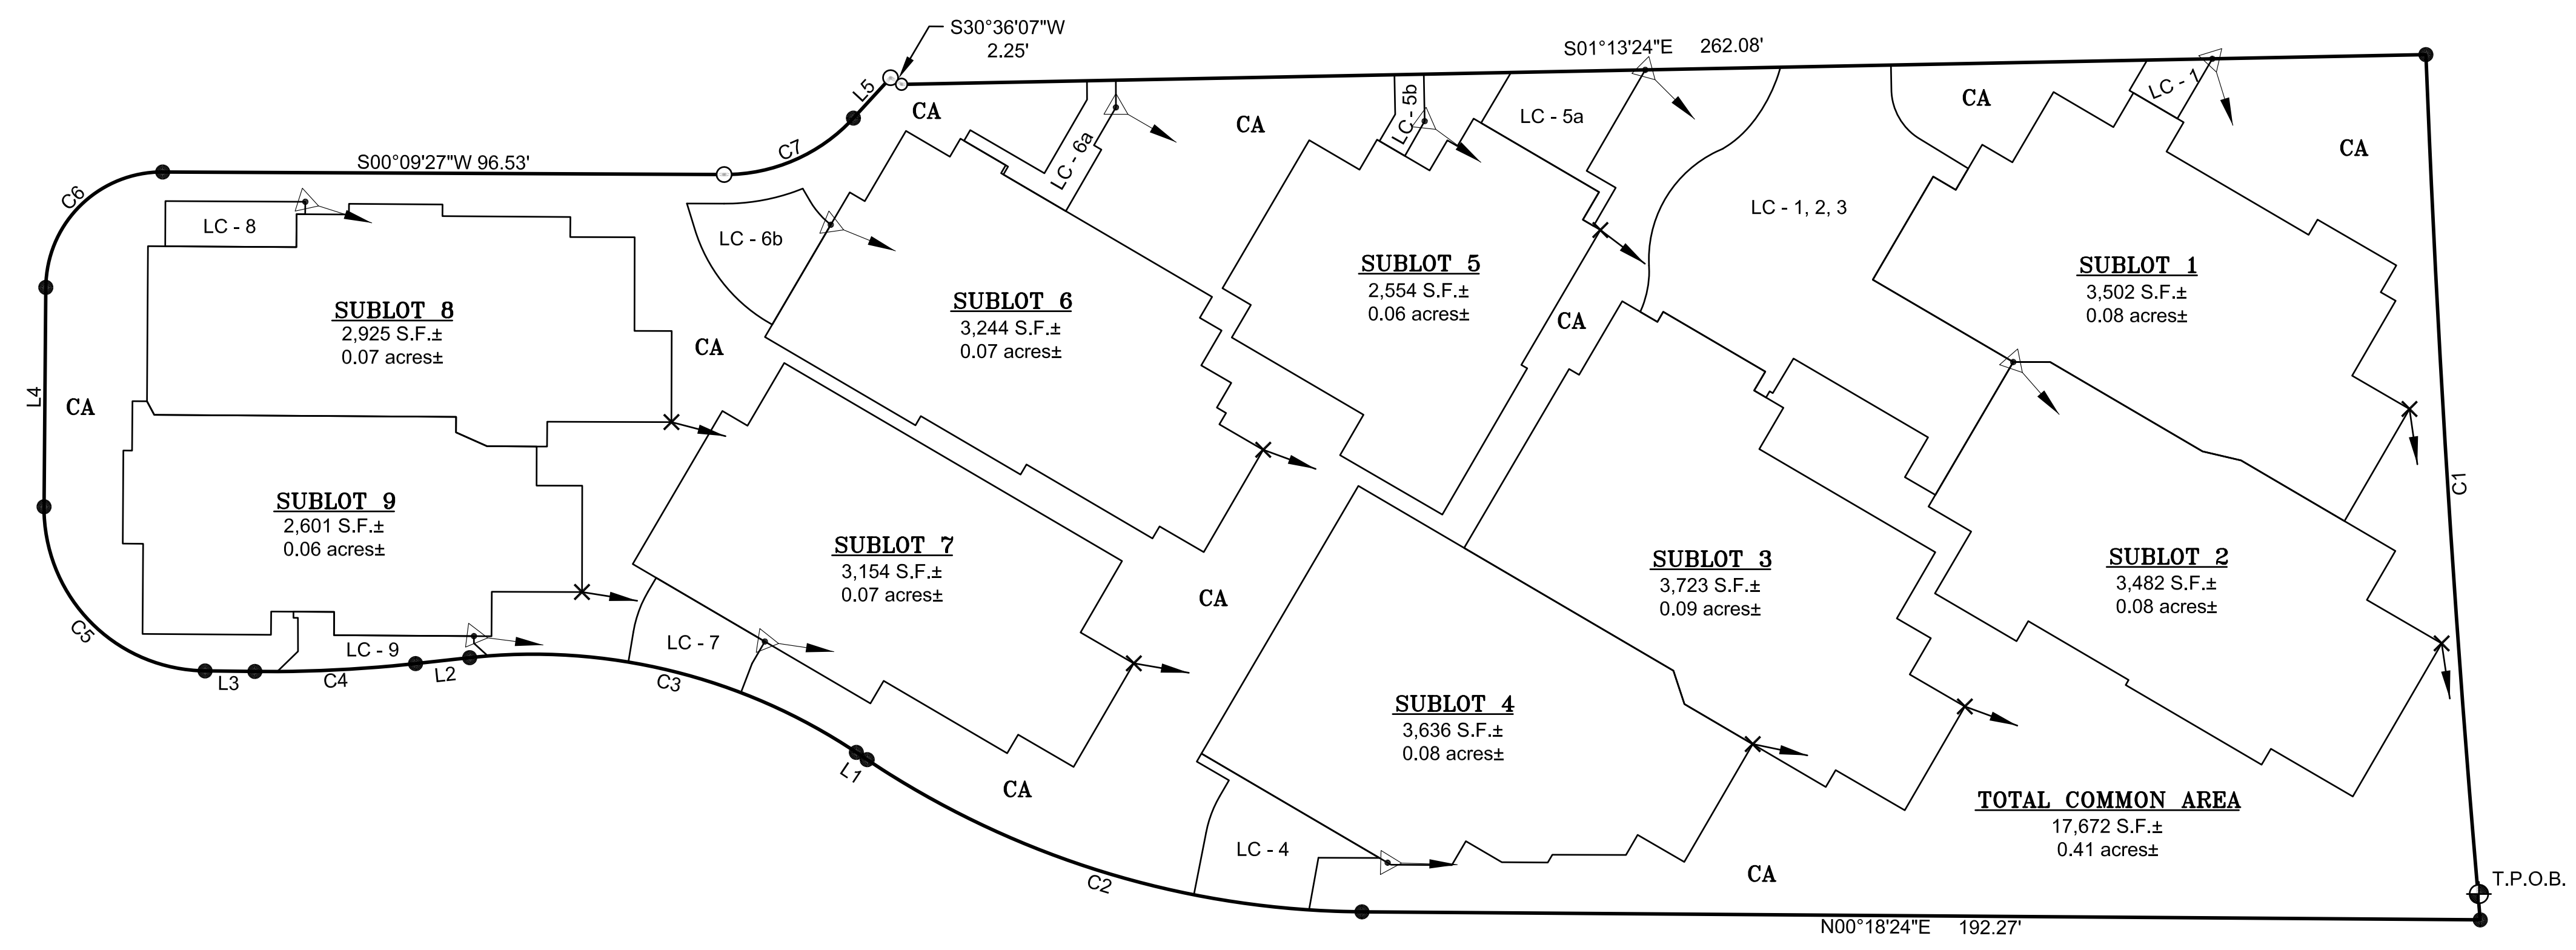 S30°36'07"W
2.25'
S01°13'24"E 262.08'
L5
CA
C7
S00°09'27"W 96.53'
C6
LC - 8
LC - 6b
LC - 6a
CA
LC - 5b
LC - 5a
LC - 1, 2, 3
CA
LC - 1
CA
SUBLOT 8
2,925 S.F.±
0.07 acres±
SUBLOT 6
3,244 S.F.±
0.07 acres±
SUBLOT 5
2,554 S.F.±
0.06 acres±
CA
SUBLOT 1
3,502 S.F.±
0.08 acres±
L4
CA
CA
C1
SUBLOT 9
2,601 S.F.±
0.06 acres±
SUBLOT 7
3,154 S.F.±
0.07 acres±
CA
SUBLOT 3
3,723 S.F.±
0.09 acres±
SUBLOT 2
3,482 S.F.±
0.08 acres±
C5
L3
C4
LC - 9
L2
C3
LC - 7
L1
CA
SUBLOT 4
3,636 S.F.±
0.08 acres±
LC - 4
C2
CA
TOTAL COMMON AREA
17,672 S.F.±
0.41 acres±
T.P.O.B.
N00°18'24"E 192.27'